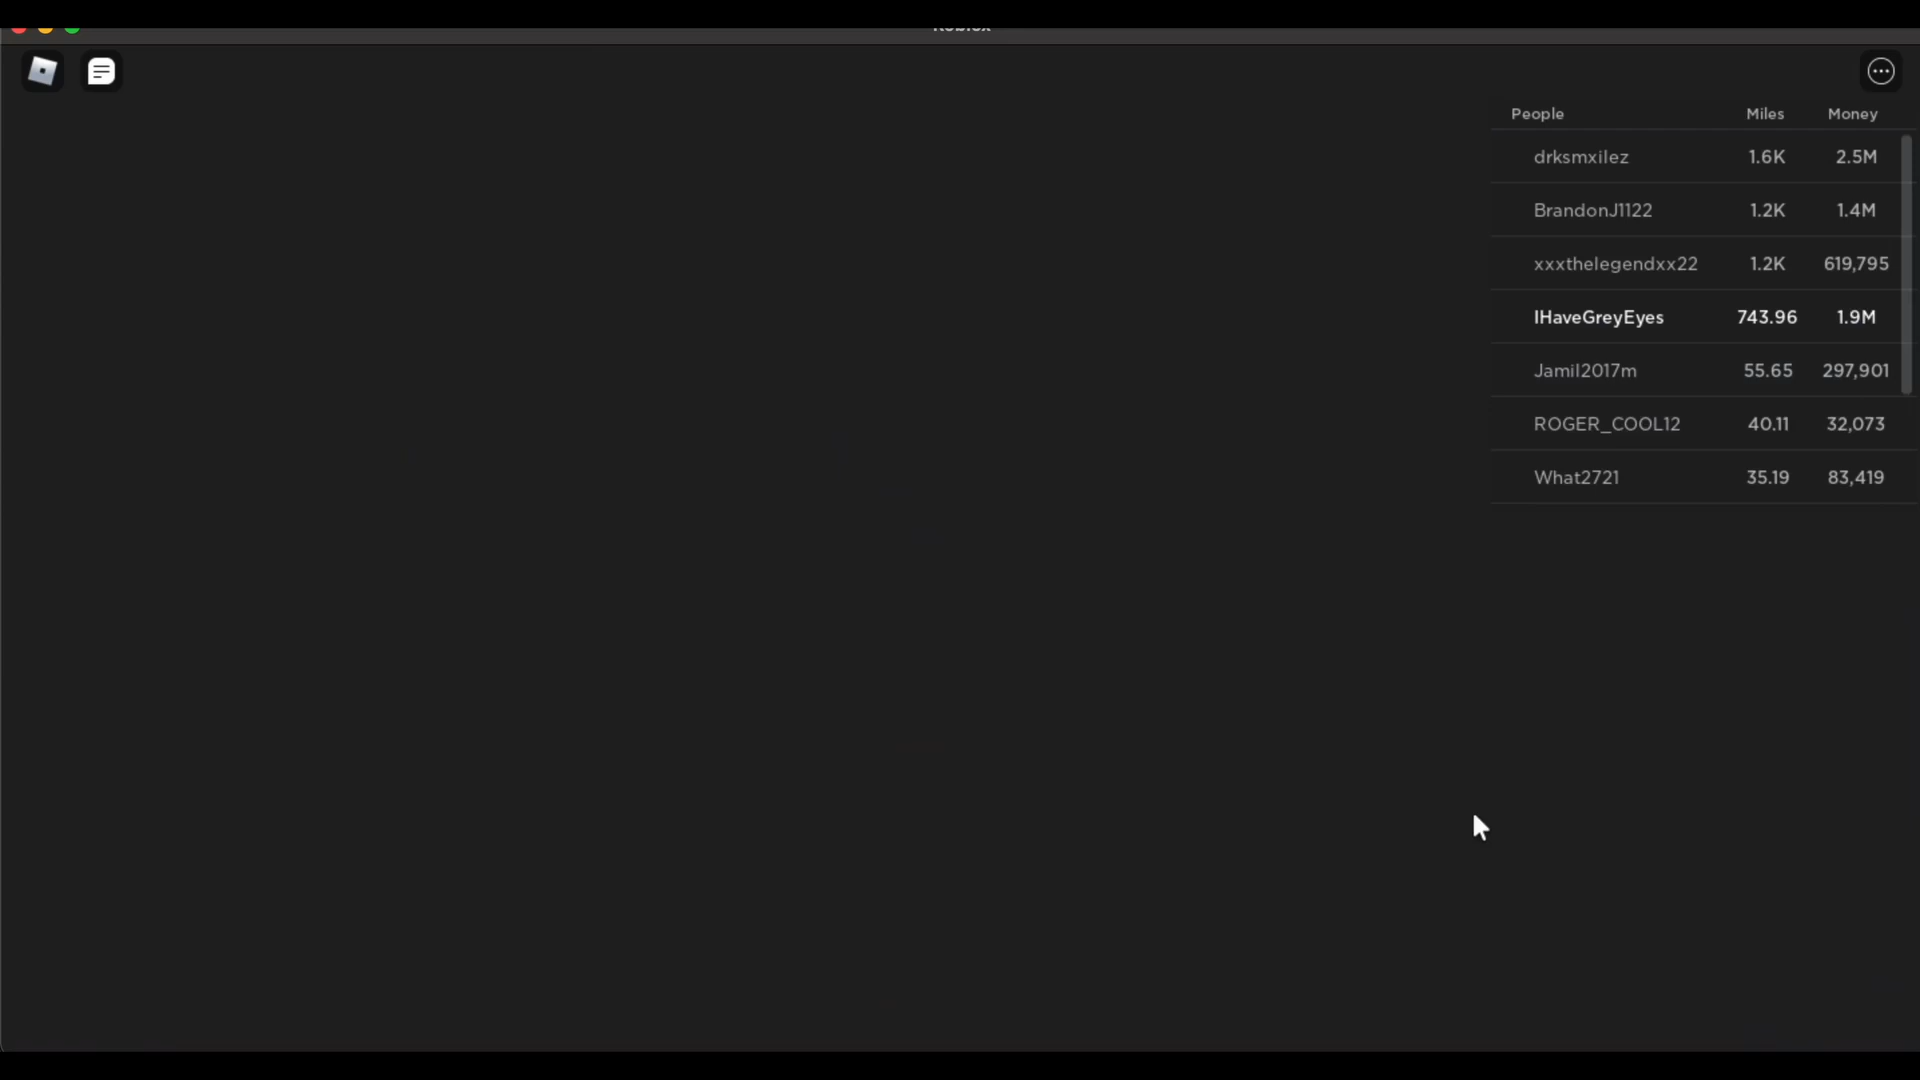 Roblox
People Miles Money
drksmxilez 1.6K 2.5M
BrandonJ1122 1.2K 1.4M
xxxthelegendxx22 1.2K 619,795
IHaveGreyEyes 743.96 1.9M
Jamil2017m 55.65 297,901
ROGER_COOL12 40.11 32,073
What2721 35.19 83,419